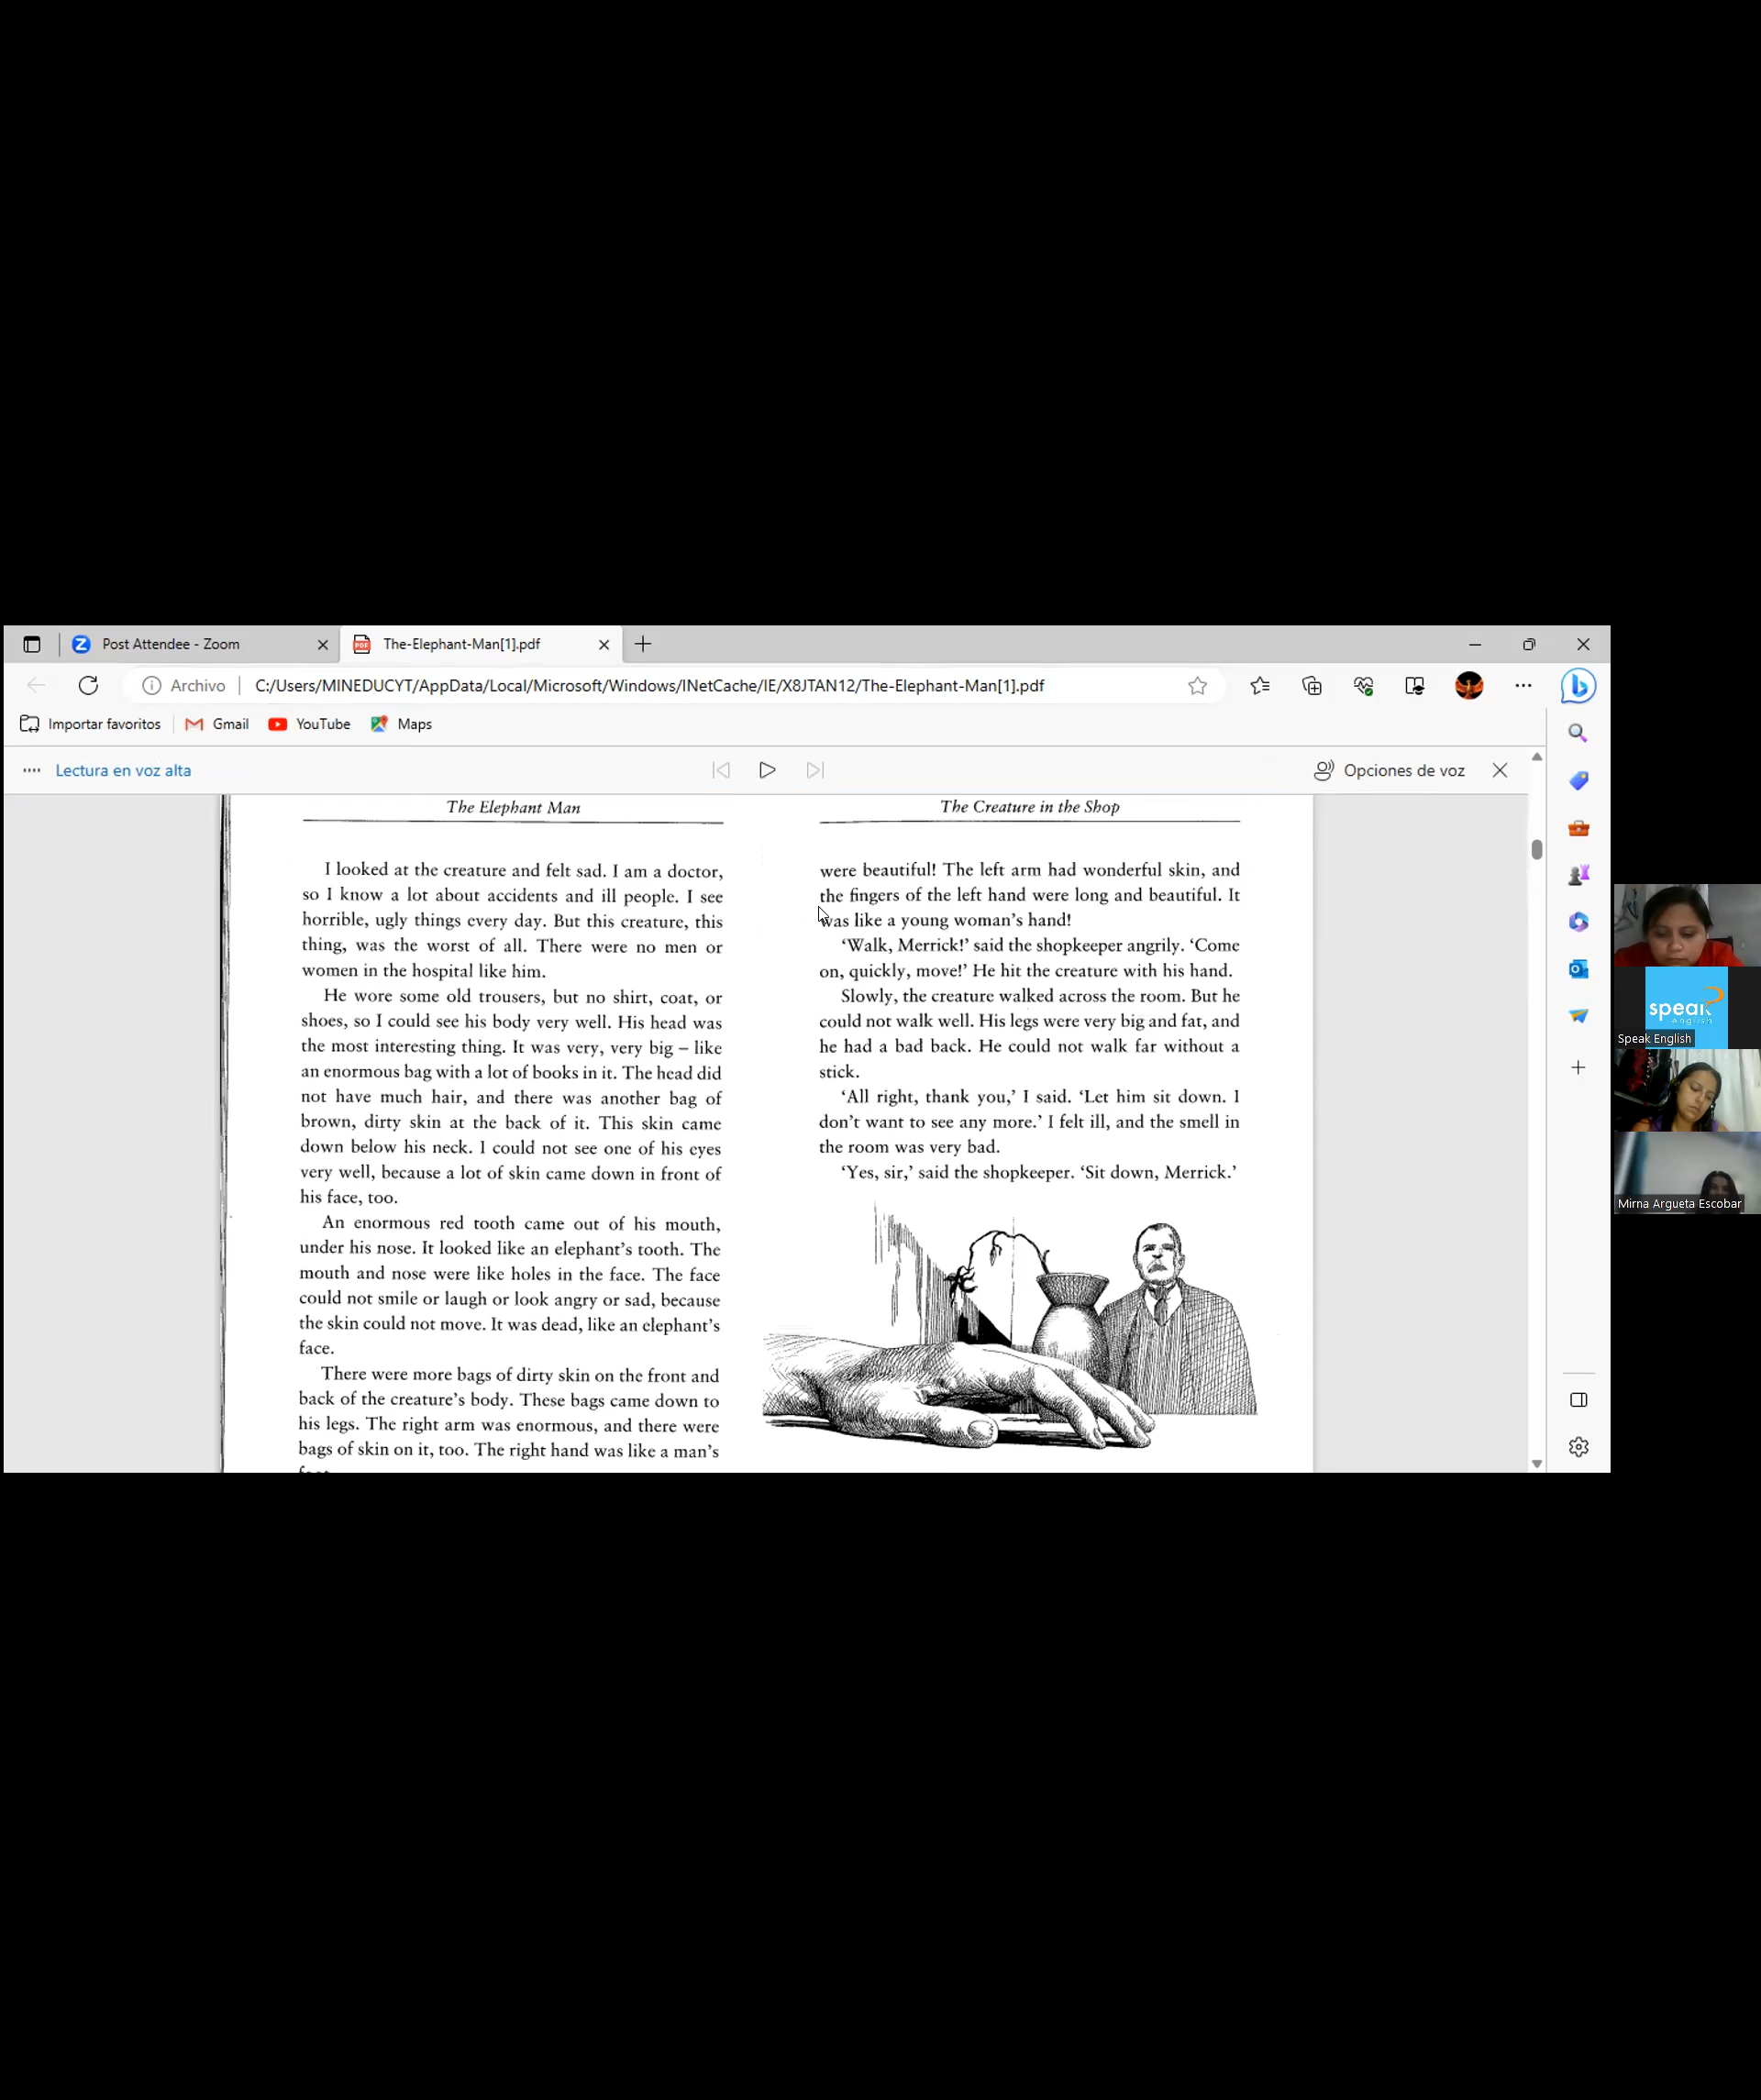 Post Attendee - Zoom
The-Elephant-Man[1].pdf
Archivo
C:/Users/MINEDUCYT/AppData/Local/Microsoft/Windows/INetCache/IE/X8JTAN12/The-Elephant-Man[1].pdf
Importar favoritos
Gmail
YouTube
Maps
Lectura en voz alta
Opciones de voz
The Elephant Man
I looked at the creature and felt sad. I am a doctor,
so I know a lot about accidents and ill people. I see
horrible, ugly things every day. But this creature, this
thing, was the worst of all. There were no men or
women in the hospital like him.
He wore some old trousers, but no shirt, coat, or
shoes, so I could see his body very well. His head was
the most interesting thing. It was very, very big – like
an enormous bag with a lot of books in it. The head did
not have much hair, and there was another bag of
brown, dirty skin at the back of it. This skin came
down below his neck. I could not see one of his eyes
very well, because a lot of skin came down in front of
his face, too.
An enormous red tooth came out of his mouth,
under his nose. It looked like an elephant's tooth. The
mouth and nose were like holes in the face. The face
could not smile or laugh or look angry or sad, because
the skin could not move. It was dead, like an elephant's
face.
There were more bags of dirty skin on the front and
back of the creature's body. These bags came down to
his legs. The right arm was enormous, and there were
bags of skin on it, too. The right hand was like a man's
The Creature in the Shop
were beautiful! The left arm had wonderful skin, and
the fingers of the left hand were long and beautiful. It
was like a young woman's hand!
‘Walk, Merrick!’ said the shopkeeper angrily. ‘Come
on, quickly, move!’ He hit the creature with his hand.
Slowly, the creature walked across the room. But he
could not walk well. His legs were very big and fat, and
he had a bad back. He could not walk far without a
stick.
‘All right, thank you,’ I said. ‘Let him sit down. I
don't want to see any more.’ I felt ill, and the smell in
the room was very bad.
‘Yes, sir,’ said the shopkeeper. ‘Sit down, Merrick.’
speak
english
Speak English
Mirna Argueta Escobar